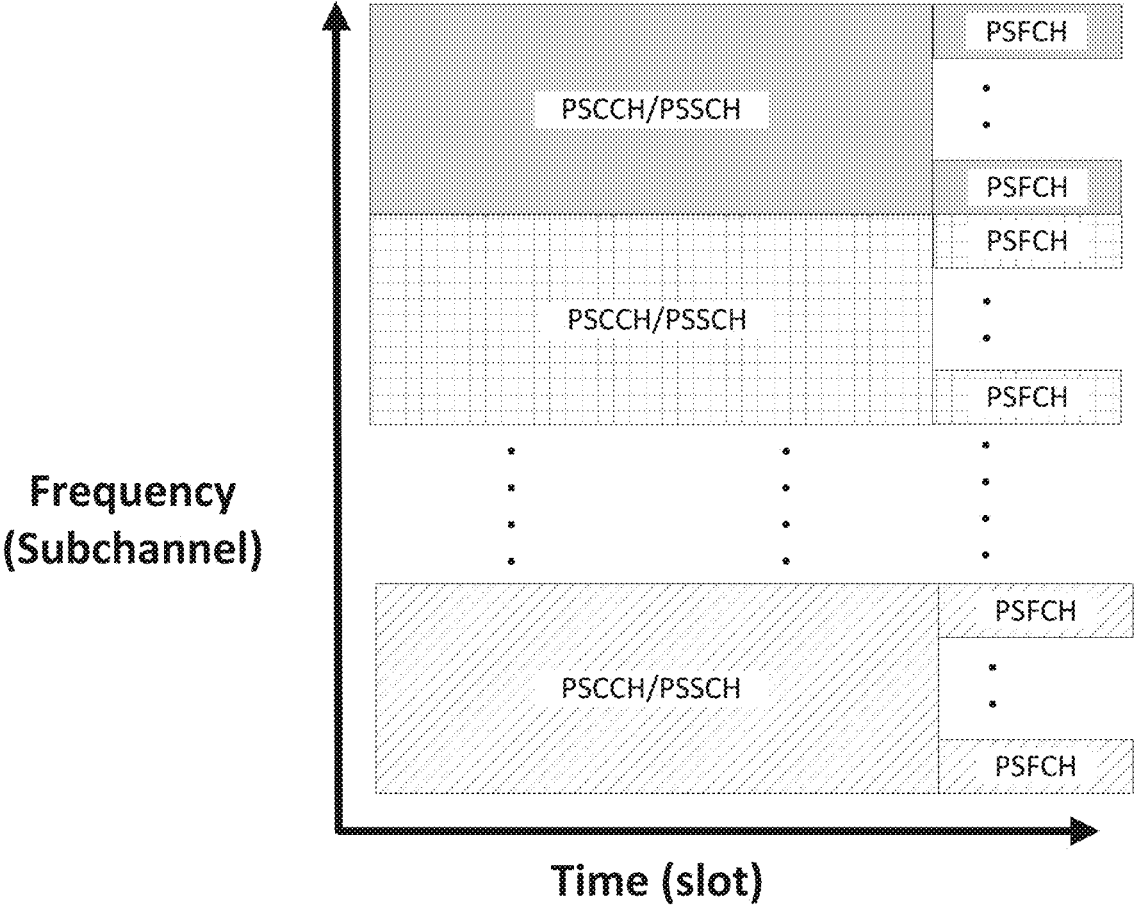 PSFCH
PSCCH/PSSCH
PSFCH
PSFCH
PSCCH/PSSCH
PSFCH
Frequency
(Subchannel)
PSFCH
PSCCH/PSSCH
PSFCH
Time (slot)